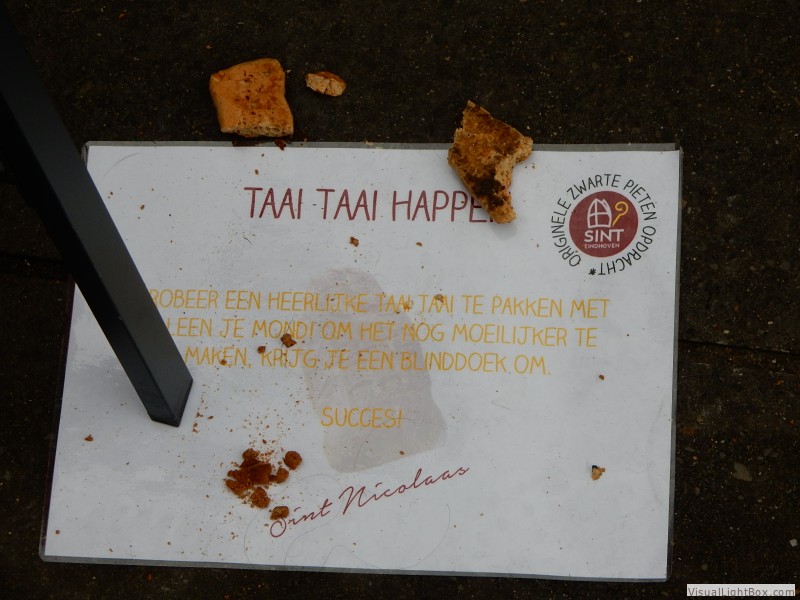 TAAI TAAI HAPPE
ORIGINELE ZWARTE PIETEN OPDRACHT*
SINT
EINDHOVEN
ROBEER EEN HEERLIJKE TAAI TAAI TE PAKKEN MET
LEEN JE MOND! OM HET NOG MOEILIJKER TE
MAKEN, KRIJG JE EEN BLINDDOEK OM.
SUCCES!
Sint Nicolaas
VisualLightBox.com